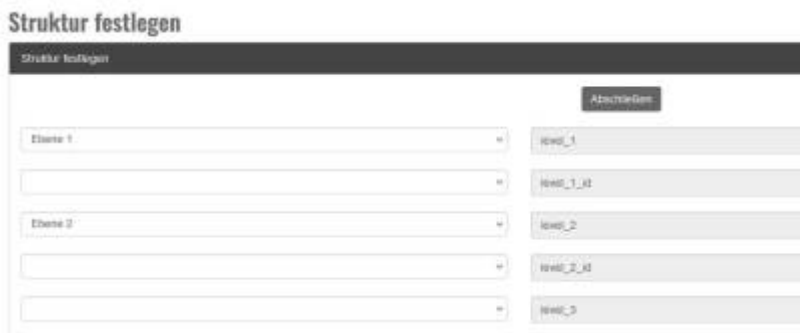 Struktur festlegen
Struktur festlegen
Abschließen
Ebene 1
level_1
level_1_id
Ebene 2
level_2
level_2_id
level_3